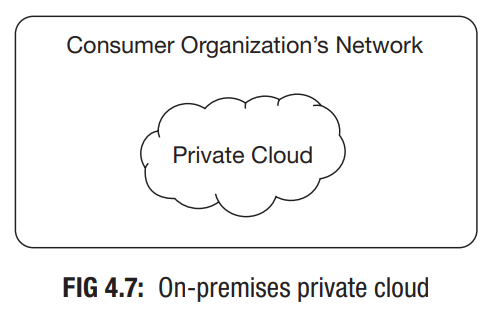 Consumer Organization's Network
Private Cloud
FIG 4.7: On-premises private cloud